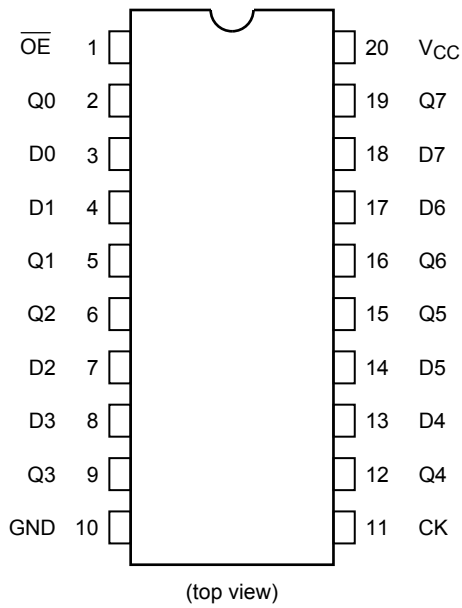 O̅E̅ 1 20 VCC
Q0 2 19 Q7
D0 3 18 D7
D1 4 17 D6
Q1 5 16 Q6
Q2 6 15 Q5
D2 7 14 D5
D3 8 13 D4
Q3 9 12 Q4
GND 10 11 CK
(top view)